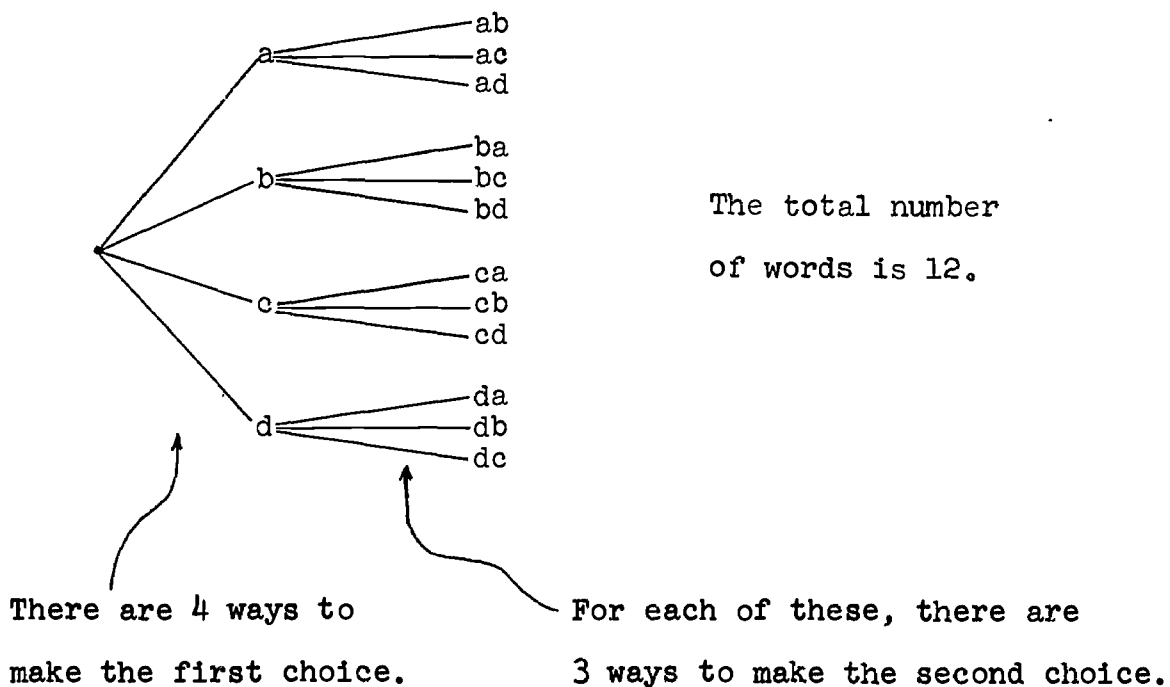 a
ab
ac
ad
b
ba
bc
bd
c
ca
cb
cd
d
da
db
dc
The total number
of words is 12.
There are 4 ways to
make the first choice.
For each of these, there are
3 ways to make the second choice.